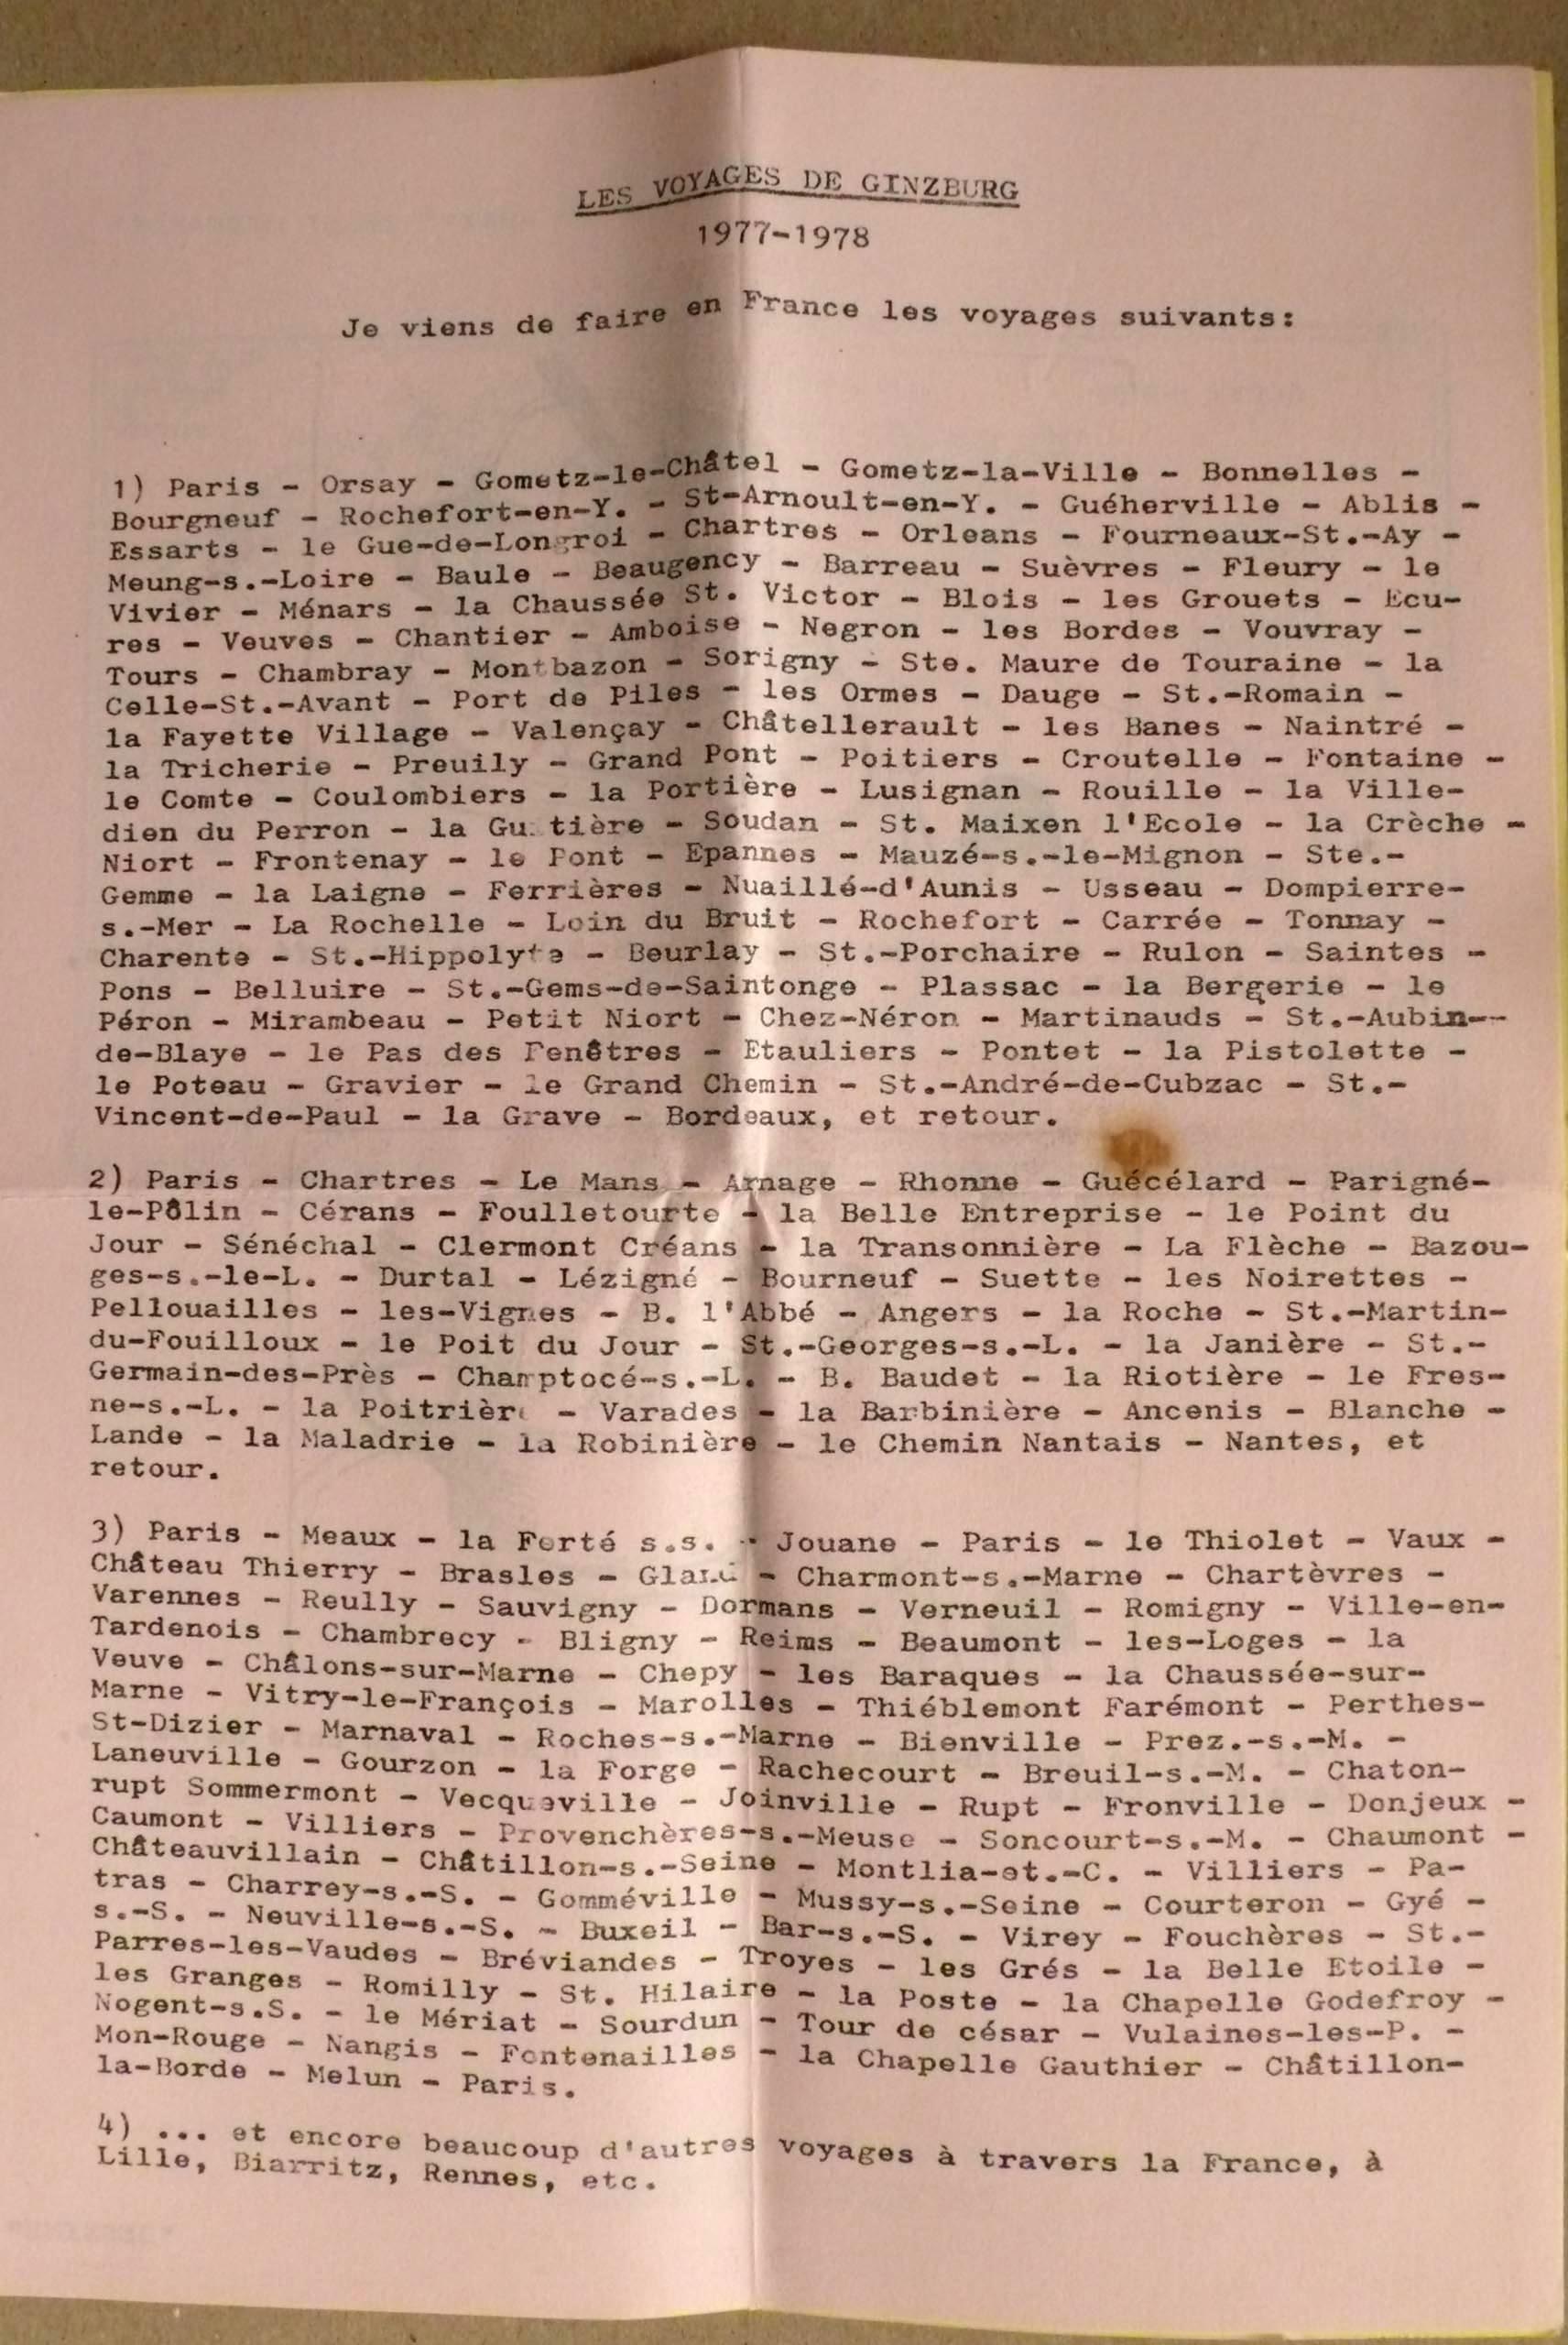 LES VOYAGES DE GINZBURG
1977-1978
Je viens de faire en France les voyages suivants:
1) Paris - Orsay - Gometz-le-Châtel - Gometz-la-Ville - Bonnelles -
Bourgneuf - Rochefort-en-Y. - St-Arnoult-en-Y. - Guéherville - Ablis -
Essarts - le Gue-de-Longroi - Chartres - Orleans - Fourneaux-St.-Ay -
Meung-s.-Loire - Baule - Beaugency - Barreau - Suèvres - Fleury - le
Vivier - Ménars - la Chaussée St. Victor - Blois - les Grouets - Ecu-
res - Veuves - Chantier - Amboise - Negron - les Bordes - Vouvray -
Tours - Chambray - Montbazon - Sorigny - Ste. Maure de Touraine - la
Celle-St.-Avant - Port de Piles - les Ormes - Dauge - St.-Romain -
la Fayette Village - Valençay - Châtellerault - les Banes - Naintré -
la Tricherie - Preuily - Grand Pont - Poitiers - Croutelle - Fontaine -
le Comte - Coulombiers - la Portière - Lusignan - Rouille - la Ville-
dien du Perron - la - Soudan - St. Maixen l'Ecole - la Crèche -
Niort - Frontenay - le Pont - Epannes - Mauzé-s.-le-Mignon - Ste.-
Gemme - la Laigne - Ferrières - Nuaillé-d'Aunis - Usseau - Dompierre-
s.-Mer - La Rochelle - Loin du Bruit - Rochefort - Carrée - Tonnay -
Charente - St.-Hippolyte - Beurlay - St.-Porchaire - Rulon - Saintes -
Pons - Belluire - St.-Gems-de-Saintonge - Plassac - la Bergerie - le
Péron - Mirambeau - Petit Niort - Chez-Néron - Martinauds - St.-Aubin--
de-Blaye - le Pas des Fenêtres - Etauliers - Pontet - la Pistolette -
le Poteau - Gravier - le Grand Chemin - St.-André-de-Cubzac - St.-
Vincent-de-Paul - la Grave - Bordeaux, et retour.
2) Paris - Chartres - Le Mans - Arnage - Rhonne - Guécélard - Parigné-
le-Pôlin - Cérans - Foulletourte - la Belle Entreprise - le Point du
Jour - Sénéchal - Clermont Créans - la Transonnière - La Flèche - Bazou-
ges-s.-le-L. - Durtal - Lézigné - Bourneuf - Suette - les Noirettes -
Pellouailles - les-Vignes - B. l'Abbé - Angers - la Roche - St.-Martin-
du-Fouilloux - le Poit du Jour - St.-Georges-s.-L. - la Janière - St.-
Germain-des-Près - Champtocé-s.-L. - B. Baudet - la Riotière - le Fres-
ne-s.-L. - la Poitrière - Varades - la Barbinière - Ancenis - Blanche -
Lande - la Maladrie - la Robinière - le Chemin Nantais - Nantes, et
retour.
3) Paris - Meaux - la Ferté s.s. - Jouane - Paris - le Thiolet - Vaux -
Château Thierry - Brasles - Gland - Charmont-s.-Marne - Chartèvres -
Varennes - Reully - Sauvigny - Dormans - Verneuil - Romigny - Ville-en-
Tardenois - Chambrecy - Bligny - Reims - Beaumont - les-Loges - la
Veuve - Châlons-sur-Marne - Chepy - les Baraques - la Chaussée-sur-
Marne - Vitry-le-François - Marolles - Thiéblemont Farémont - Perthes-
St-Dizier - Marnaval - Roches-s.-Marne - Bienville - Prez.-s.-M. -
Laneuville - Gourzon - la Forge - Rachecourt - Breuil-s.-M. - Chaton-
rupt Sommermont - Vecqueville - Joinville - Rupt - Fronville - Donjeux -
Caumont - Villiers - Provenchères-s.-Meuse - Soncourt-s.-M. - Chaumont -
Châteauvillain - Châtillon-s.-Seine - Montlia-et.-C. - Villiers - Pa-
tras - Charrey-s.-S. - Gomméville - Mussy-s.-Seine - Courteron - Gyé -
s.-S. - Neuville-s.-S. - Buxeil - Bar-s.-S. - Virey - Fouchères - St.-
Parres-les-Vaudes - Bréviandes - Troyes - les Grés - la Belle Etoile -
les Granges - Romilly - St. Hilaire - la Poste - la Chapelle Godefroy -
Nogent-s.S. - le Mériat - Sourdun - Tour de césar - Vulaines-les-P. -
Mon-Rouge - Nangis - Fontenailles - la Chapelle Gauthier - Châtillon-
la-Borde - Melun - Paris.
4) ... et encore beaucoup d'autres voyages à travers la France, à
Lille, Biarritz, Rennes, etc.